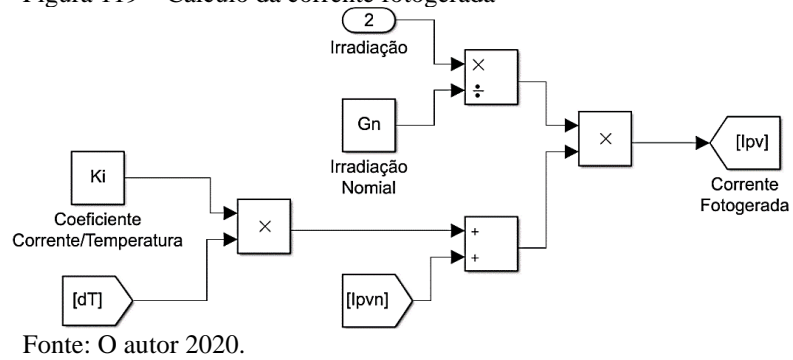 Figura 119 – Cálculo da corrente fotogerada
2
Irradiação
×
÷
Gn
Irradiação
Nomial
×
[Ipv]
Corrente
Fotogerada
Ki
Coeficiente
Corrente/Temperatura
×
+
+
[dT]
[Ipvn]
Fonte: O autor 2020.